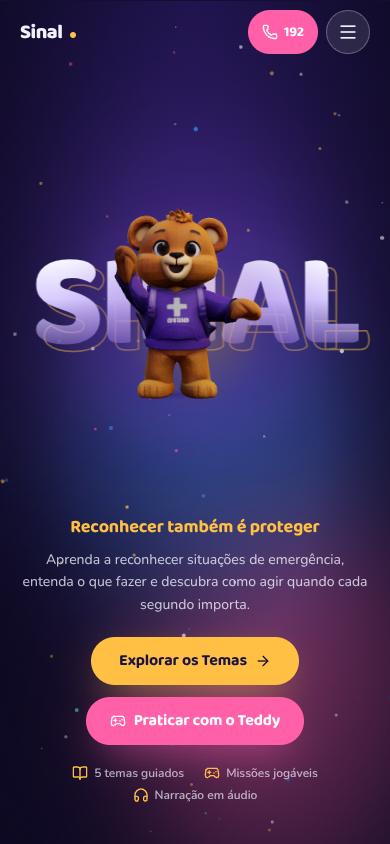 Sinal
192
SINAL
Reconhecer também é proteger
Aprenda a reconhecer situações de emergência,
entenda o que fazer e descubra como agir quando cada
segundo importa.
Explorar os Temas
Praticar com o Teddy
5 temas guiados
Missões jogáveis
Narração em áudio